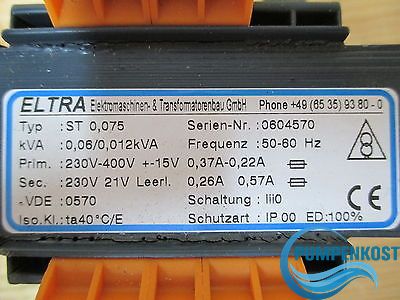 ELTRA Elektromaschinen- & Transformatorenbau GmbH Phone +49 (65 35) 93 80 - 0
Typ :ST 0,075 Serien-Nr. :0604570
kVA :0,06/0,012kVA Frequenz :50-60 Hz
Prim. :230V-400V +-15V 0,37A-0,22A
Sec. :230V 21V Leerl. 0,26A 0,57A
VDE :0570 Schaltung :Iii0
Iso.Kl.:ta40°C/E Schutzart :IP 00 ED:100%
CE
PUMPENKOST